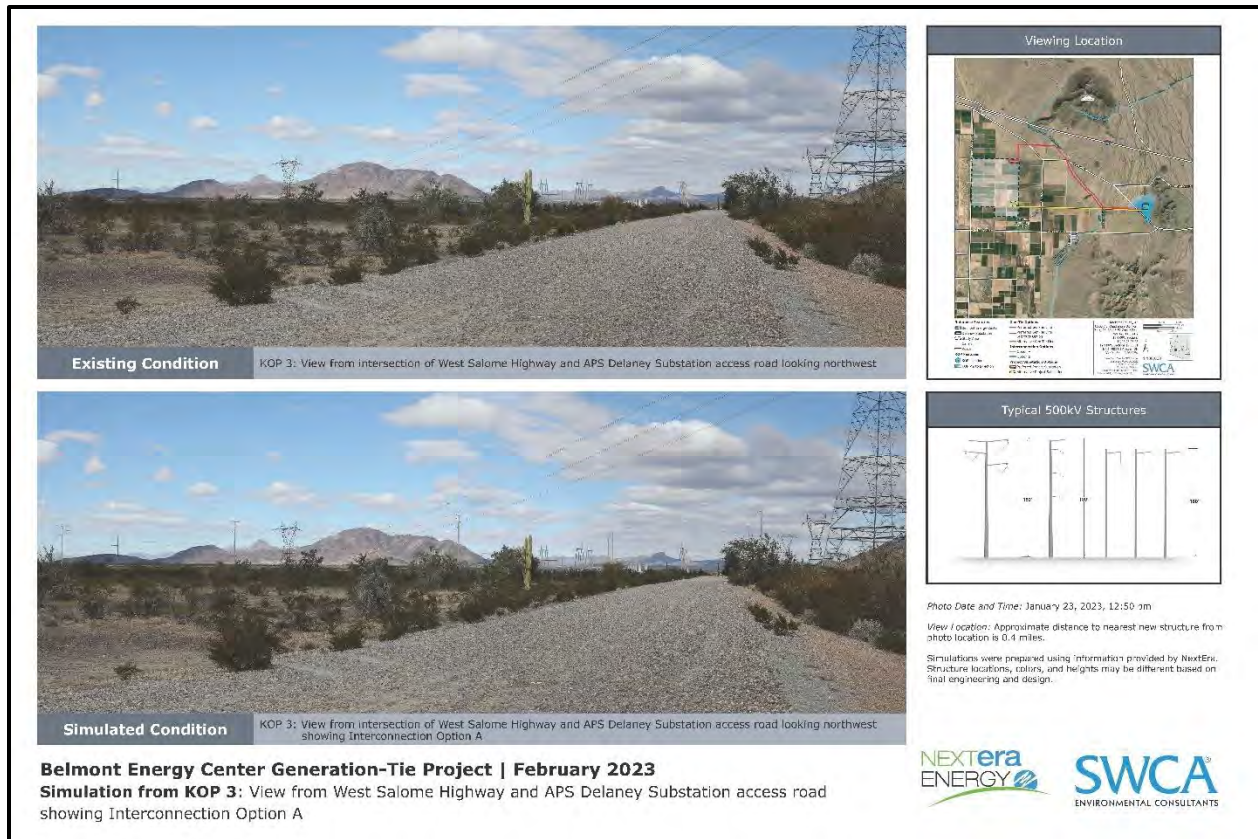 Existing Condition
KOP 3: View from intersection of West Salome Highway and APS Delaney Substation access road looking northwest
Viewing Location
SWCA
Simulated Condition
KOP 3: View from intersection of West Salome Highway and APS Delaney Substation access road looking northwest
showing Interconnection Option A
Typical 500kV Structures
Photo Date and Time: January 23, 2023, 12:50 pm
View Location: Approximate distance to nearest new structure from
photo location is 0.4 miles.
Simulations were prepared using information provided by NextEra.
Structure locations, colors, and heights may be different based on
final engineering and design.
Belmont Energy Center Generation-Tie Project | February 2023
Simulation from KOP 3: View from West Salome Highway and APS Delaney Substation access road
showing Interconnection Option A
NEXTera
ENERGY
SWCA
ENVIRONMENTAL CONSULTANTS